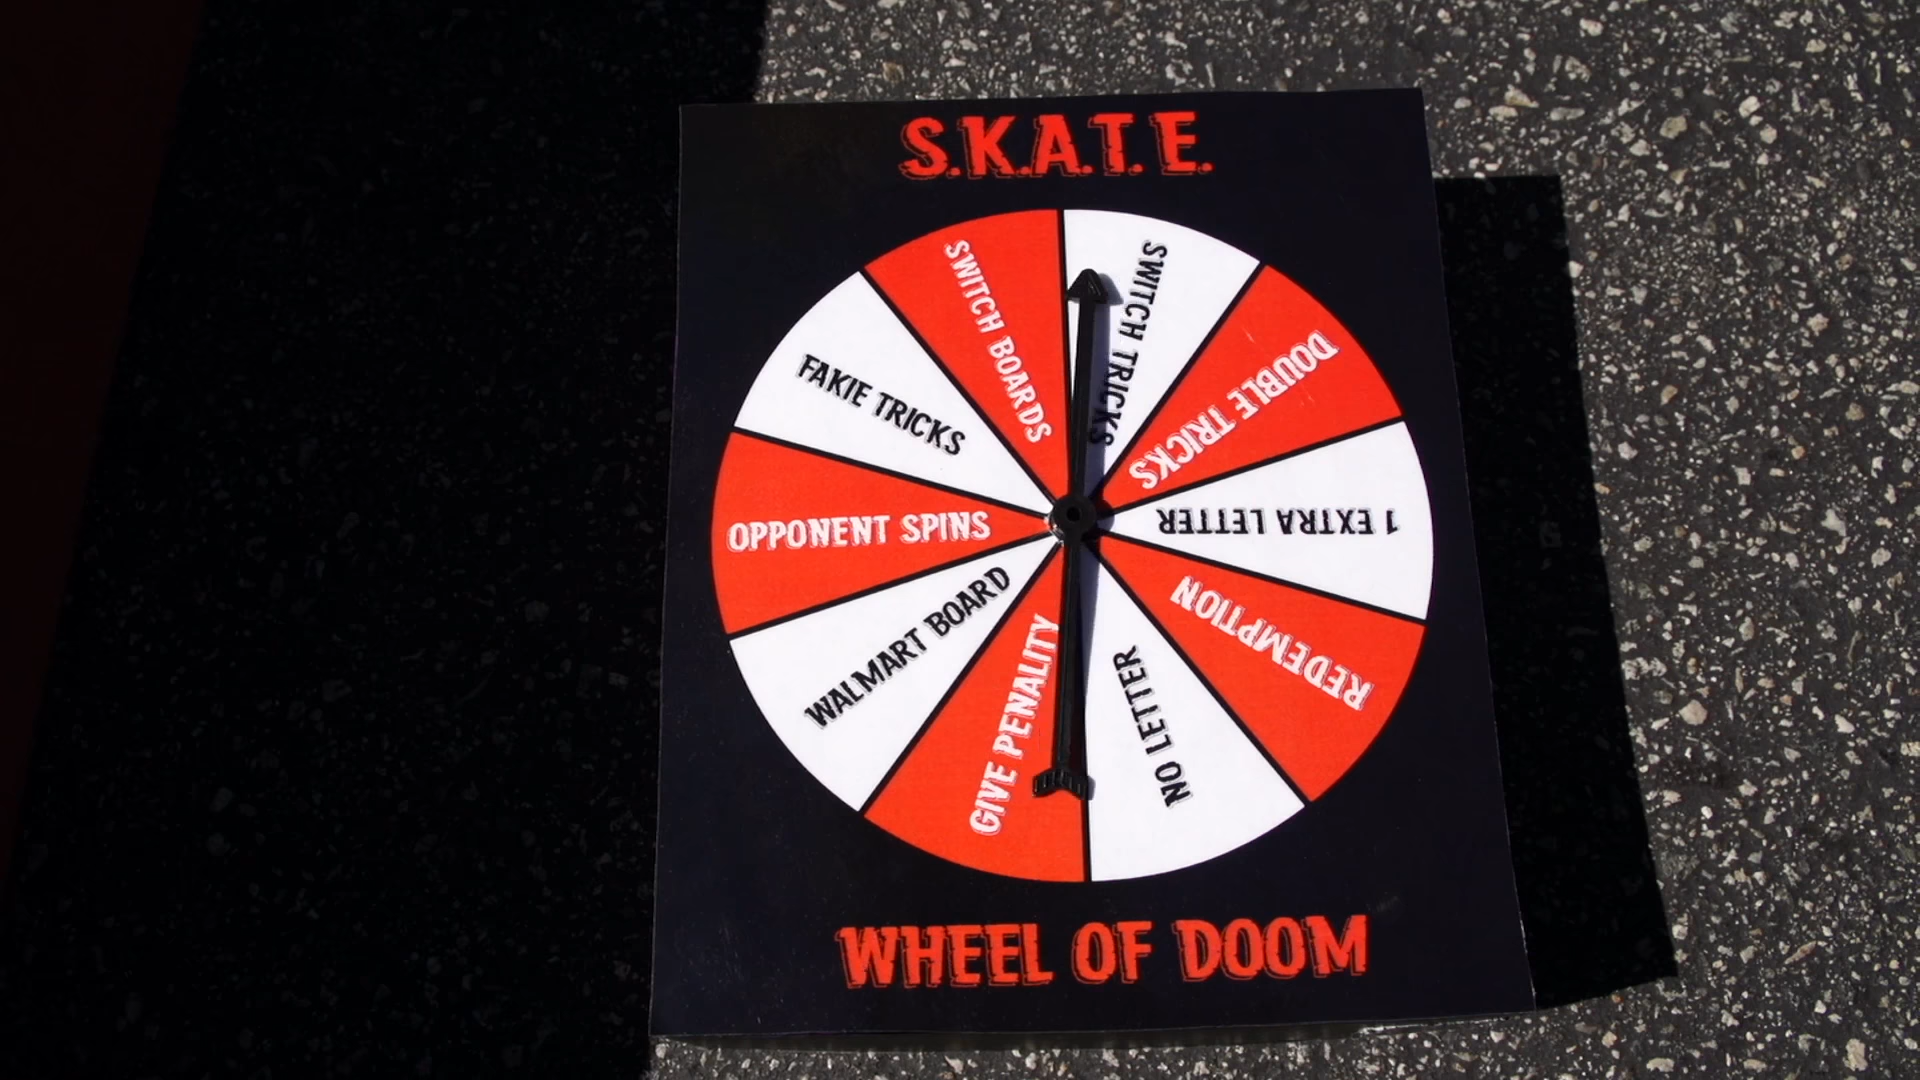 S.K.A.T.E.
SWITCH BOARDS
SWITCH TRICKS
DOUBLE TRICKS
1 EXTRA LETTER
REDEMPTION
NO LETTER
GIVE PENALITY
WALMART BOARD
OPPONENT SPINS
FAKIE TRICKS
WHEEL OF DOOM